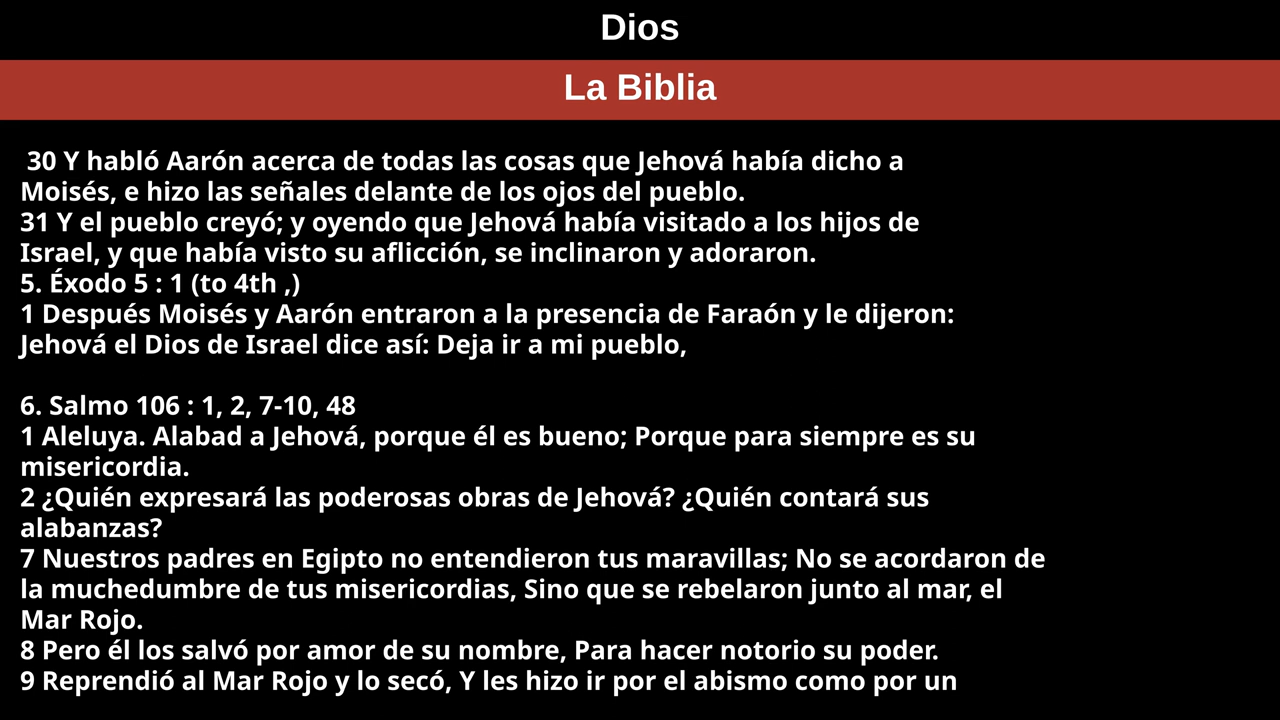 Dios
La Biblia
30 Y habló Aarón acerca de todas las cosas que Jehová había dicho a
Moisés, e hizo las señales delante de los ojos del pueblo.
31 Y el pueblo creyó; y oyendo que Jehová había visitado a los hijos de
Israel, y que había visto su aflicción, se inclinaron y adoraron.
5. Éxodo 5 : 1 (to 4th ,)
1 Después Moisés y Aarón entraron a la presencia de Faraón y le dijeron:
Jehová el Dios de Israel dice así: Deja ir a mi pueblo,
6. Salmo 106 : 1, 2, 7-10, 48
1 Aleluya. Alabad a Jehová, porque él es bueno; Porque para siempre es su
misericordia.
2 ¿Quién expresará las poderosas obras de Jehová? ¿Quién contará sus
alabanzas?
7 Nuestros padres en Egipto no entendieron tus maravillas; No se acordaron de
la muchedumbre de tus misericordias, Sino que se rebelaron junto al mar, el
Mar Rojo.
8 Pero él los salvó por amor de su nombre, Para hacer notorio su poder.
9 Reprendió al Mar Rojo y lo secó, Y les hizo ir por el abismo como por un